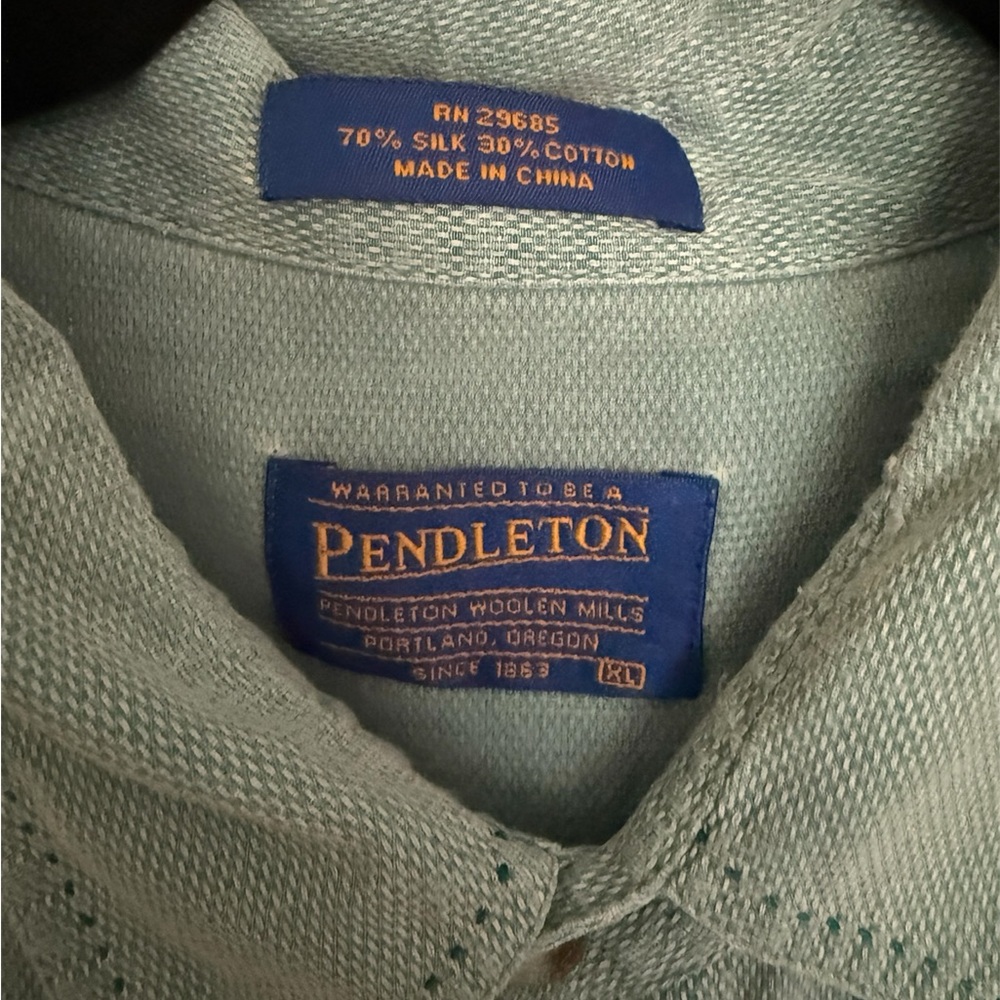 RN 29685
70% SILK 30% COTTON
MADE IN CHINA
WARRANTED TO BE A
PENDLETON
PENDLETON WOOLEN MILLS
PORTLAND, OREGON
SINCE 1863 XL